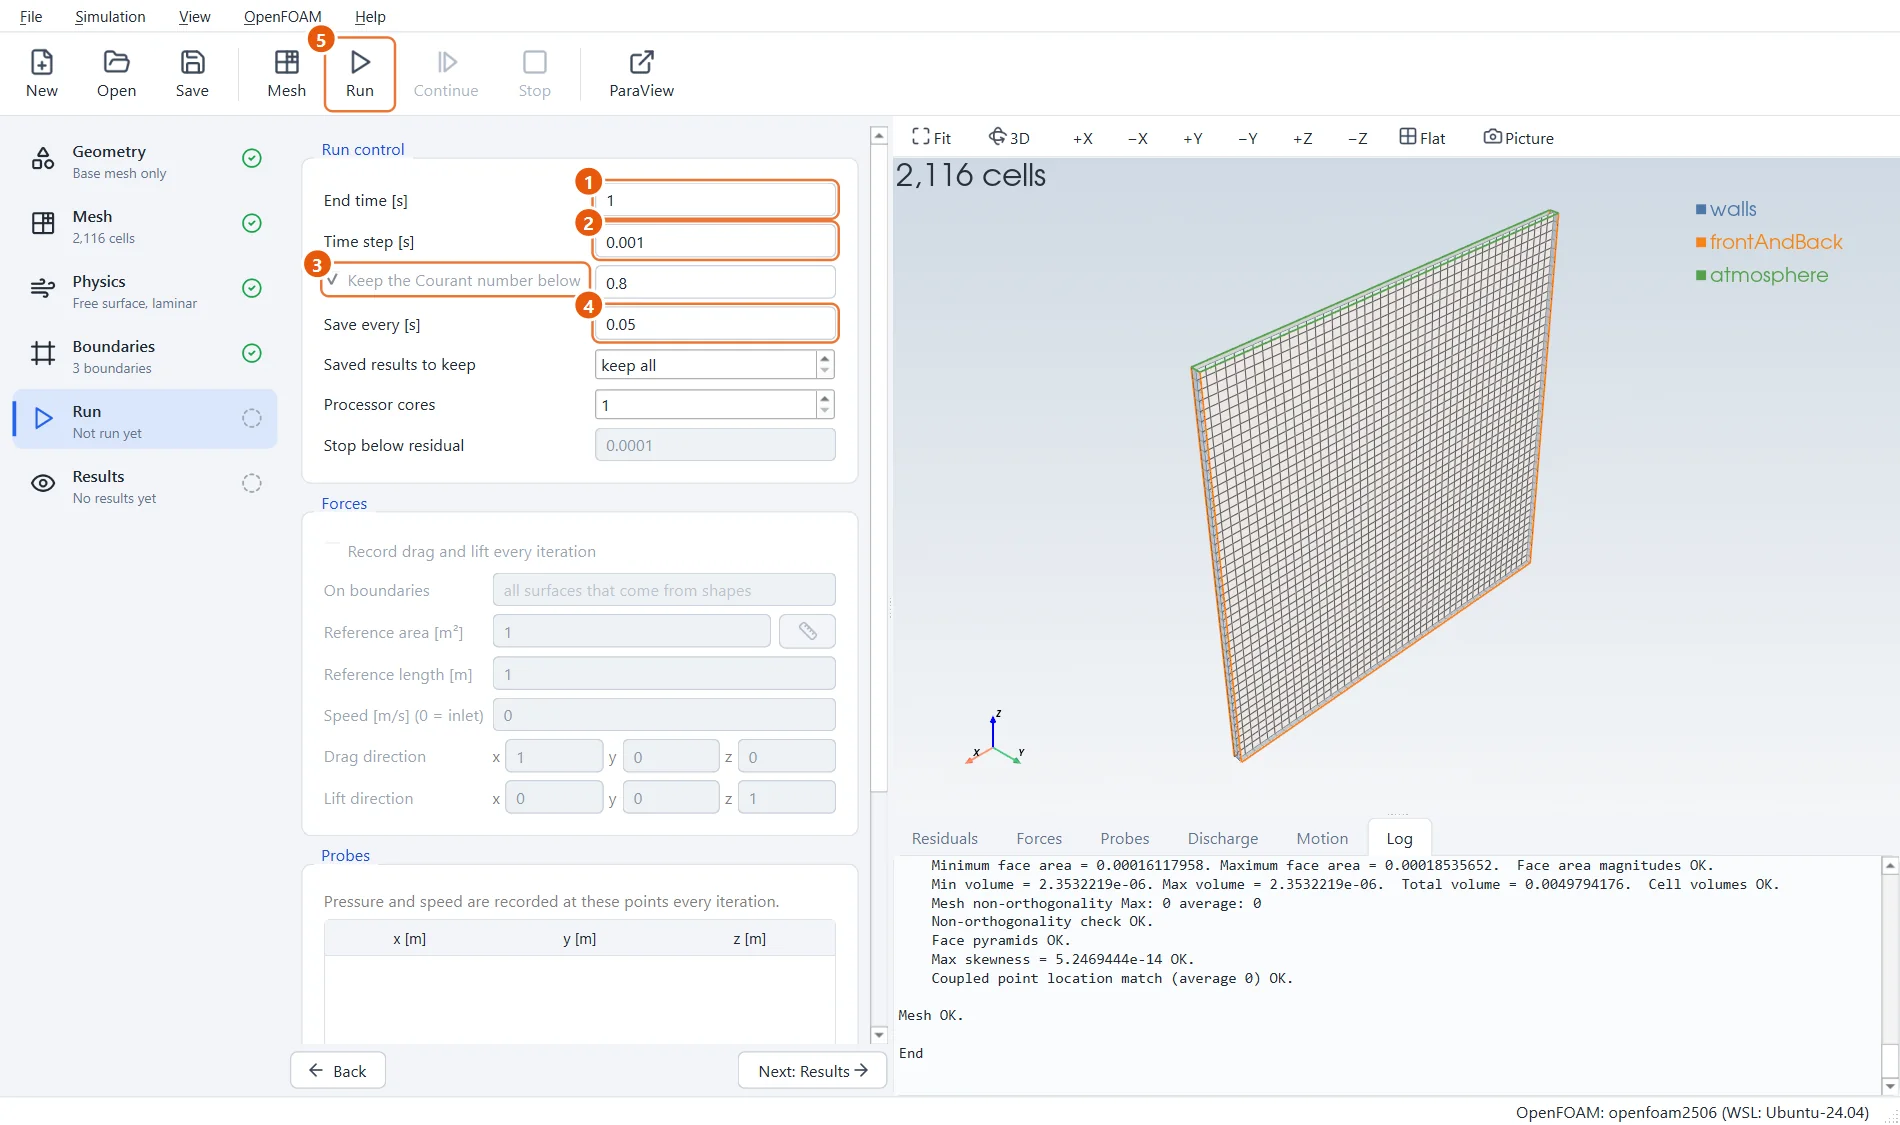 File Simulation View OpenFOAM Help
5
New Open Save Mesh Run Continue Stop ParaView
Geometry
Base mesh only
Mesh
2,116 cells
Physics
Free surface, laminar
Boundaries
3 boundaries
Run
Not run yet
Results
No results yet
Run control
1
End time [s] 1
2
Time step [s] 0.001
3
Keep the Courant number below 0.8
4
Save every [s] 0.05
Saved results to keep keep all
Processor cores 1
Stop below residual 0.0001
Forces
Record drag and lift every iteration
On boundaries all surfaces that come from shapes
Reference area [m²] 1
Reference length [m] 1
Speed [m/s] (0 = inlet) 0
Drag direction x 1 y 0 z 0
Lift direction x 0 y 0 z 1
Probes
Pressure and speed are recorded at these points every iteration.
x [m] y [m] z [m]
Back Next: Results
Fit 3D +X −X +Y −Y +Z −Z Flat Picture
2,116 cells
walls
frontAndBack
atmosphere
Z
X Y
Residuals Forces Probes Discharge Motion Log
Minimum face area = 0.00016117958. Maximum face area = 0.00018535652.  Face area magnitudes OK.
Min volume = 2.3532219e-06. Max volume = 2.3532219e-06.  Total volume = 0.0049794176.  Cell volumes OK.
Mesh non-orthogonality Max: 0 average: 0
Non-orthogonality check OK.
Face pyramids OK.
Max skewness = 5.2469444e-14 OK.
Coupled point location match (average 0) OK.
Mesh OK.
End
OpenFOAM: openfoam2506 (WSL: Ubuntu-24.04)